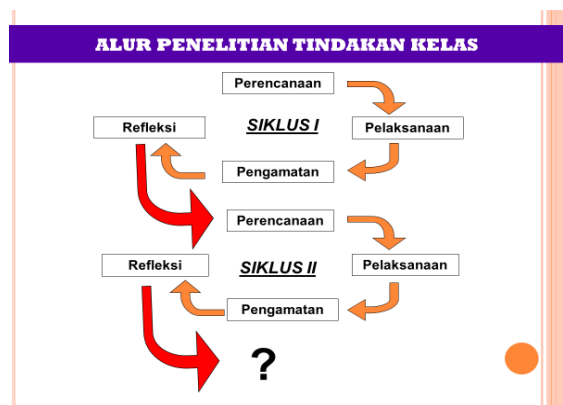 ALUR PENELITIAN TINDAKAN KELAS
Perencanaan
Refleksi
SIKLUS I
Pelaksanaan
Pengamatan
Perencanaan
Refleksi
SIKLUS II
Pelaksanaan
Pengamatan
?